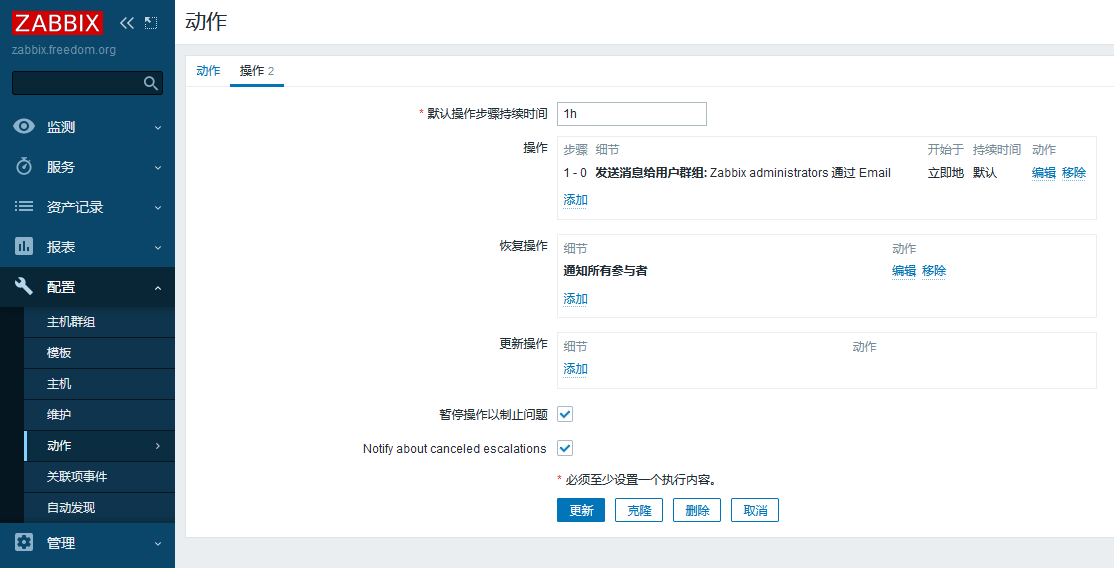 ZABBIX
zabbix.freedom.org
监测
服务
资产记录
报表
配置
主机群组
模板
主机
维护
动作
关联项事件
自动发现
管理
动作
动作 操作 2
* 默认操作步骤持续时间 1h
操作 步骤 细节 开始于 持续时间 动作
1 - 0 发送消息给用户群组: Zabbix administrators 通过 Email 立即地 默认 编辑 移除
添加
恢复操作 细节 动作
通知所有参与者 编辑 移除
添加
更新操作 细节 动作
添加
暂停操作以制止问题
Notify about canceled escalations
* 必须至少设置一个执行内容。
更新 克隆 删除 取消